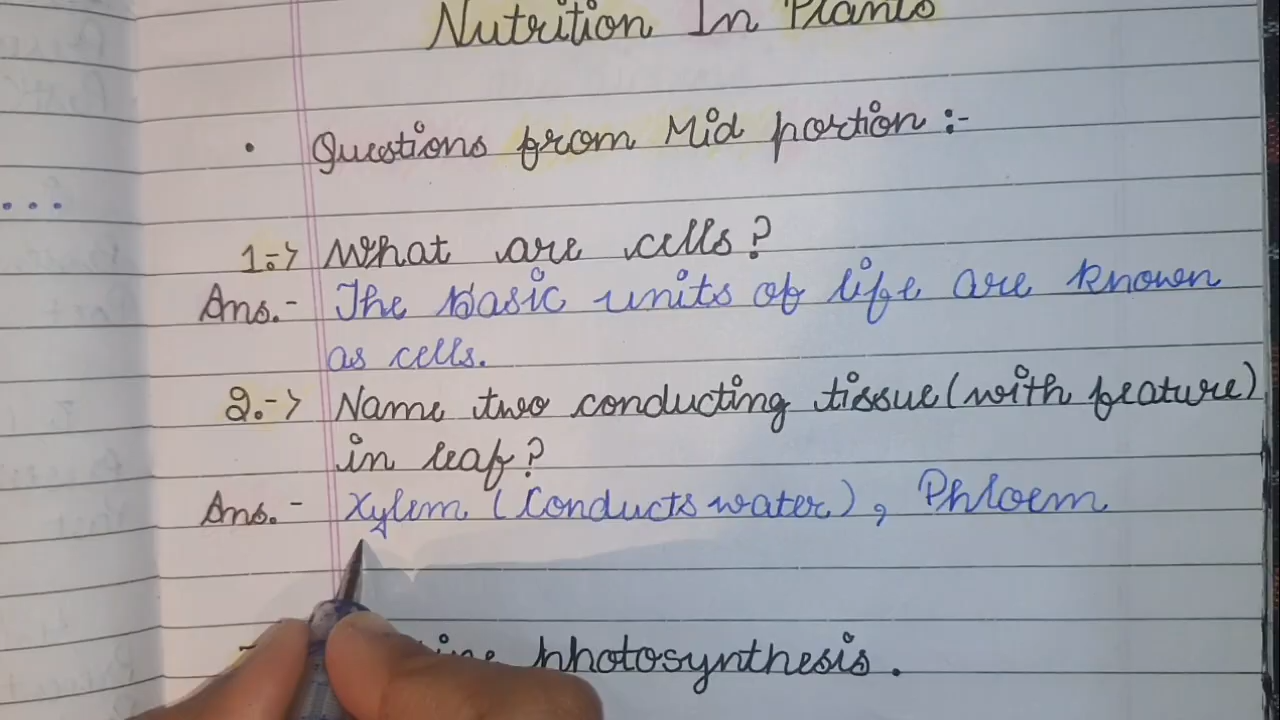 Nutrition In Plants
• Questions from Mid portion :-
1.-> What are cells?
Ans.- The basic units of life are known
as cells.
2.-> Name two conducting tissue (with feature)
in leaf?
Ans.- Xylem (Conducts water), Phloem
photosynthesis.